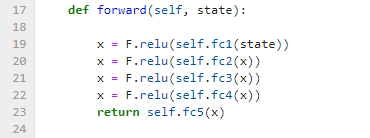 17 def forward(self, state):
18
19 x = F.relu(self.fc1(state))
20 x = F.relu(self.fc2(x))
21 x = F.relu(self.fc3(x))
22 x = F.relu(self.fc4(x))
23 return self.fc5(x)
24